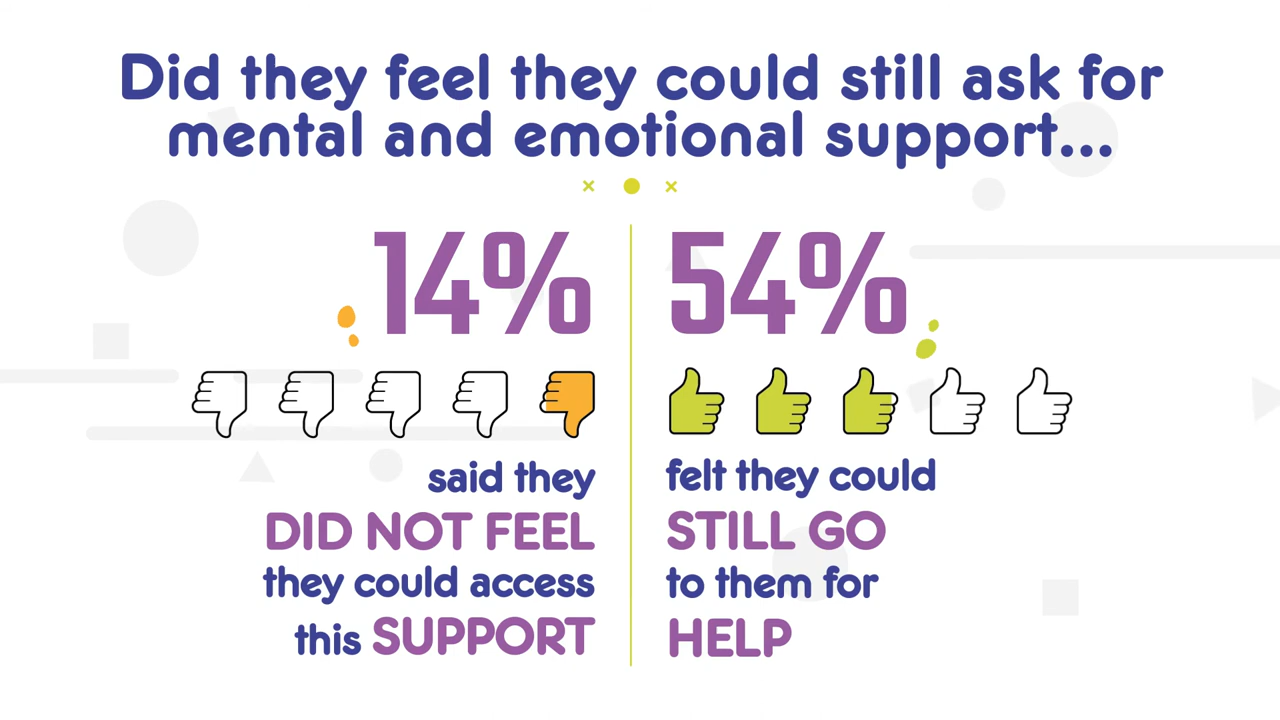 Did they feel they could still ask for
mental and emotional support...
14%
said they
DID NOT FEEL
they could access
this SUPPORT
54%
felt they could
STILL GO
to them for
HELP